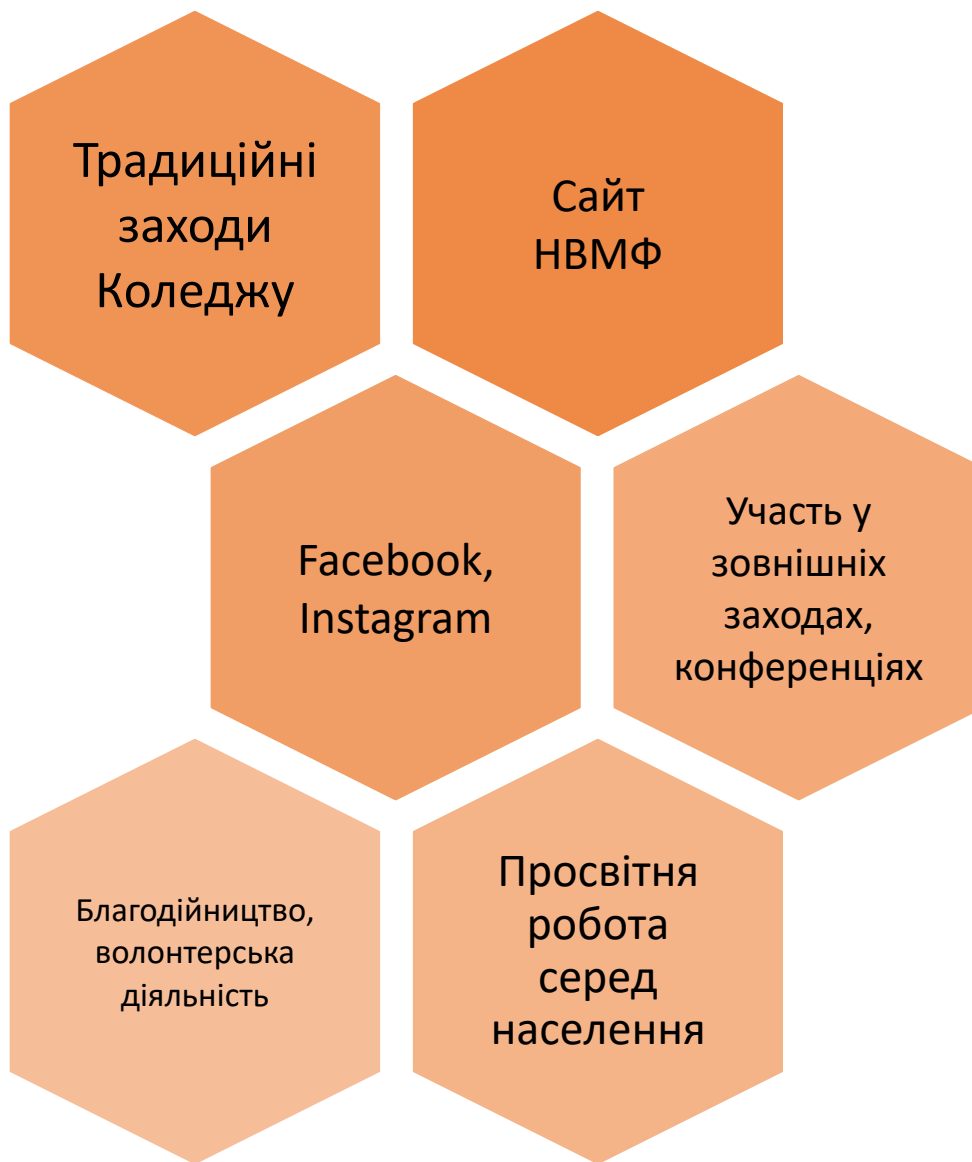 Традиційні
заходи
Коледжу
Сайт
НВМФ
Facebook,
Instagram
Участь у
зовнішніх
заходах,
конференціях
Благодійництво,
волонтерська
діяльність
Просвітня
робота
серед
населення